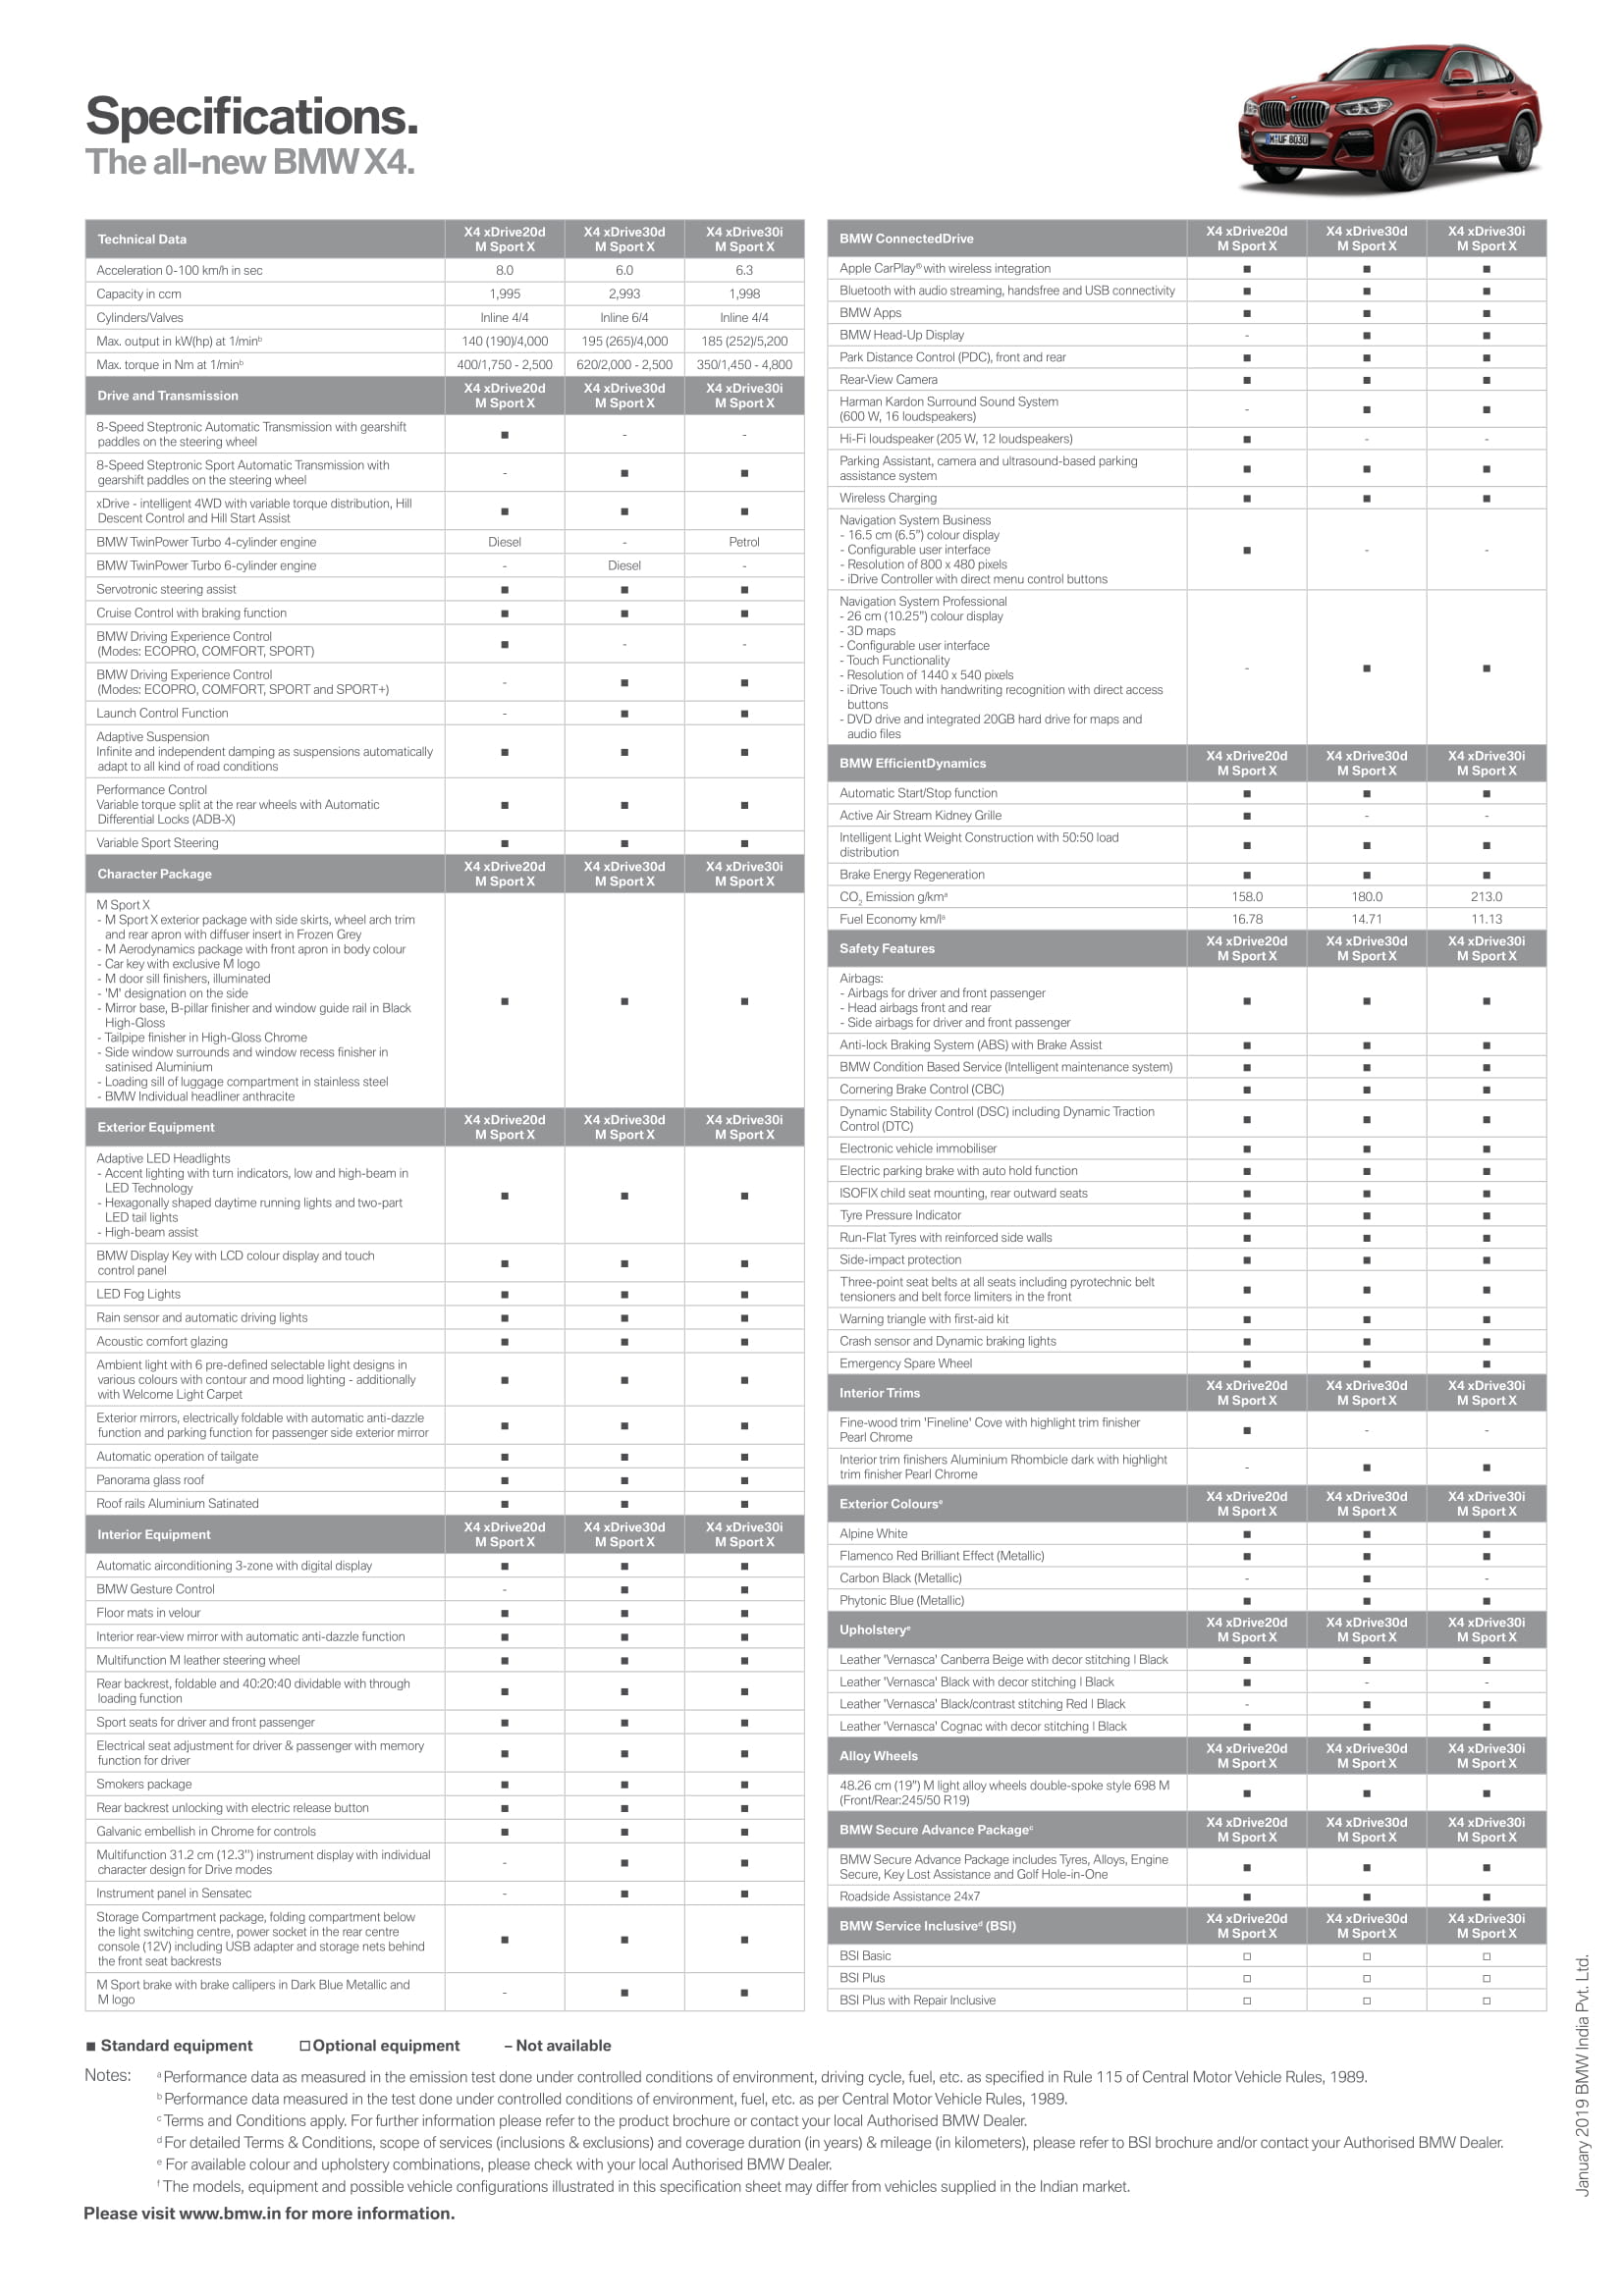 Specifications.
The all-new BMW X4.
M:UF 8030
Technical Data X4 xDrive20d M Sport X X4 xDrive30d M Sport X X4 xDrive30i M Sport X
Acceleration 0-100 km/h in sec 8.0 6.0 6.3
Capacity in ccm 1,995 2,993 1,998
Cylinders/Valves Inline 4/4 Inline 6/4 Inline 4/4
Max. output in kW(hp) at 1/minᵇ 140 (190)/4,000 195 (265)/4,000 185 (252)/5,200
Max. torque in Nm at 1/minᵇ 400/1,750 - 2,500 620/2,000 - 2,500 350/1,450 - 4,800
Drive and Transmission X4 xDrive20d M Sport X X4 xDrive30d M Sport X X4 xDrive30i M Sport X
8-Speed Steptronic Automatic Transmission with gearshift
paddles on the steering wheel ■ - -
8-Speed Steptronic Sport Automatic Transmission with
gearshift paddles on the steering wheel - ■ ■
xDrive - intelligent 4WD with variable torque distribution, Hill
Descent Control and Hill Start Assist ■ ■ ■
BMW TwinPower Turbo 4-cylinder engine Diesel - Petrol
BMW TwinPower Turbo 6-cylinder engine - Diesel -
Servotronic steering assist ■ ■ ■
Cruise Control with braking function ■ ■ ■
BMW Driving Experience Control
(Modes: ECOPRO, COMFORT, SPORT) ■ - -
BMW Driving Experience Control
(Modes: ECOPRO, COMFORT, SPORT and SPORT+) - ■ ■
Launch Control Function - ■ ■
Adaptive Suspension
Infinite and independent damping as suspensions automatically
adapt to all kind of road conditions ■ ■ ■
Performance Control
Variable torque split at the rear wheels with Automatic
Differential Locks (ADB-X) ■ ■ ■
Variable Sport Steering ■ ■ ■
Character Package X4 xDrive20d M Sport X X4 xDrive30d M Sport X X4 xDrive30i M Sport X
M Sport X
- M Sport X exterior package with side skirts, wheel arch trim
and rear apron with diffuser insert in Frozen Grey
- M Aerodynamics package with front apron in body colour
- Car key with exclusive M logo
- M door sill finishers, illuminated
- 'M' designation on the side
- Mirror base, B-pillar finisher and window guide rail in Black
High-Gloss
- Tailpipe finisher in High-Gloss Chrome
- Side window surrounds and window recess finisher in
satinised Aluminium
- Loading sill of luggage compartment in stainless steel
- BMW Individual headliner anthracite ■ ■ ■
Exterior Equipment X4 xDrive20d M Sport X X4 xDrive30d M Sport X X4 xDrive30i M Sport X
Adaptive LED Headlights
- Accent lighting with turn indicators, low and high-beam in
LED Technology
- Hexagonally shaped daytime running lights and two-part
LED tail lights
- High-beam assist ■ ■ ■
BMW Display Key with LCD colour display and touch
control panel ■ ■ ■
LED Fog Lights ■ ■ ■
Rain sensor and automatic driving lights ■ ■ ■
Acoustic comfort glazing ■ ■ ■
Ambient light with 6 pre-defined selectable light designs in
various colours with contour and mood lighting - additionally
with Welcome Light Carpet ■ ■ ■
Exterior mirrors, electrically foldable with automatic anti-dazzle
function and parking function for passenger side exterior mirror ■ ■ ■
Automatic operation of tailgate ■ ■ ■
Panorama glass roof ■ ■ ■
Roof rails Aluminium Satinated ■ ■ ■
Interior Equipment X4 xDrive20d M Sport X X4 xDrive30d M Sport X X4 xDrive30i M Sport X
Automatic airconditioning 3-zone with digital display ■ ■ ■
BMW Gesture Control - ■ ■
Floor mats in velour ■ ■ ■
Interior rear-view mirror with automatic anti-dazzle function ■ ■ ■
Multifunction M leather steering wheel ■ ■ ■
Rear backrest, foldable and 40:20:40 dividable with through
loading function ■ ■ ■
Sport seats for driver and front passenger ■ ■ ■
Electrical seat adjustment for driver & passenger with memory
function for driver ■ ■ ■
Smokers package ■ ■ ■
Rear backrest unlocking with electric release button ■ ■ ■
Galvanic embellish in Chrome for controls ■ ■ ■
Multifunction 31.2 cm (12.3'') instrument display with individual
character design for Drive modes - ■ ■
Instrument panel in Sensatec - ■ ■
Storage Compartment package, folding compartment below
the light switching centre, power socket in the rear centre
console (12V) including USB adapter and storage nets behind
the front seat backrests ■ ■ ■
M Sport brake with brake callipers in Dark Blue Metallic and
M logo - ■ ■
BMW ConnectedDrive X4 xDrive20d M Sport X X4 xDrive30d M Sport X X4 xDrive30i M Sport X
Apple CarPlay® with wireless integration ■ ■ ■
Bluetooth with audio streaming, handsfree and USB connectivity ■ ■ ■
BMW Apps ■ ■ ■
BMW Head-Up Display - ■ ■
Park Distance Control (PDC), front and rear ■ ■ ■
Rear-View Camera ■ ■ ■
Harman Kardon Surround Sound System
(600 W, 16 loudspeakers) - ■ ■
Hi-Fi loudspeaker (205 W, 12 loudspeakers) ■ - -
Parking Assistant, camera and ultrasound-based parking
assistance system ■ ■ ■
Wireless Charging ■ ■ ■
Navigation System Business
- 16.5 cm (6.5”) colour display
- Configurable user interface
- Resolution of 800 x 480 pixels
- iDrive Controller with direct menu control buttons ■ - -
Navigation System Professional
- 26 cm (10.25”) colour display
- 3D maps
- Configurable user interface
- Touch Functionality
- Resolution of 1440 x 540 pixels
- iDrive Touch with handwriting recognition with direct access
buttons
- DVD drive and integrated 20GB hard drive for maps and
audio files - ■ ■
BMW EfficientDynamics X4 xDrive20d M Sport X X4 xDrive30d M Sport X X4 xDrive30i M Sport X
Automatic Start/Stop function ■ ■ ■
Active Air Stream Kidney Grille ■ - -
Intelligent Light Weight Construction with 50:50 load
distribution ■ ■ ■
Brake Energy Regeneration ■ ■ ■
CO₂ Emission g/kmᵃ 158.0 180.0 213.0
Fuel Economy km/lᵃ 16.78 14.71 11.13
Safety Features X4 xDrive20d M Sport X X4 xDrive30d M Sport X X4 xDrive30i M Sport X
Airbags:
- Airbags for driver and front passenger
- Head airbags front and rear
- Side airbags for driver and front passenger ■ ■ ■
Anti-lock Braking System (ABS) with Brake Assist ■ ■ ■
BMW Condition Based Service (Intelligent maintenance system) ■ ■ ■
Cornering Brake Control (CBC) ■ ■ ■
Dynamic Stability Control (DSC) including Dynamic Traction
Control (DTC) ■ ■ ■
Electronic vehicle immobiliser ■ ■ ■
Electric parking brake with auto hold function ■ ■ ■
ISOFIX child seat mounting, rear outward seats ■ ■ ■
Tyre Pressure Indicator ■ ■ ■
Run-Flat Tyres with reinforced side walls ■ ■ ■
Side-impact protection ■ ■ ■
Three-point seat belts at all seats including pyrotechnic belt
tensioners and belt force limiters in the front ■ ■ ■
Warning triangle with first-aid kit ■ ■ ■
Crash sensor and Dynamic braking lights ■ ■ ■
Emergency Spare Wheel ■ ■ ■
Interior Trims X4 xDrive20d M Sport X X4 xDrive30d M Sport X X4 xDrive30i M Sport X
Fine-wood trim 'Fineline' Cove with highlight trim finisher
Pearl Chrome ■ - -
Interior trim finishers Aluminium Rhombicle dark with highlight
trim finisher Pearl Chrome - ■ ■
Exterior Coloursᵉ X4 xDrive20d M Sport X X4 xDrive30d M Sport X X4 xDrive30i M Sport X
Alpine White ■ ■ ■
Flamenco Red Brilliant Effect (Metallic) ■ ■ ■
Carbon Black (Metallic) - ■ -
Phytonic Blue (Metallic) ■ ■ ■
Upholsteryᵉ X4 xDrive20d M Sport X X4 xDrive30d M Sport X X4 xDrive30i M Sport X
Leather 'Vernasca' Canberra Beige with decor stitching | Black ■ ■ ■
Leather 'Vernasca' Black with decor stitching | Black ■ - -
Leather 'Vernasca' Black/contrast stitching Red | Black - ■ ■
Leather 'Vernasca' Cognac with decor stitching | Black ■ ■ ■
Alloy Wheels X4 xDrive20d M Sport X X4 xDrive30d M Sport X X4 xDrive30i M Sport X
48.26 cm (19”) M light alloy wheels double-spoke style 698 M
(Front/Rear:245/50 R19) ■ ■ ■
BMW Secure Advance Packageᶜ X4 xDrive20d M Sport X X4 xDrive30d M Sport X X4 xDrive30i M Sport X
BMW Secure Advance Package includes Tyres, Alloys, Engine
Secure, Key Lost Assistance and Golf Hole-in-One ■ ■ ■
Roadside Assistance 24x7 ■ ■ ■
BMW Service Inclusiveᵈ (BSI) X4 xDrive20d M Sport X X4 xDrive30d M Sport X X4 xDrive30i M Sport X
BSI Basic □ □ □
BSI Plus □ □ □
BSI Plus with Repair Inclusive □ □ □
■ Standard equipment □ Optional equipment – Not available
Notes: ᵃ Performance data as measured in the emission test done under controlled conditions of environment, driving cycle, fuel, etc. as specified in Rule 115 of Central Motor Vehicle Rules, 1989.
ᵇ Performance data measured in the test done under controlled conditions of environment, fuel, etc. as per Central Motor Vehicle Rules, 1989.
ᶜ Terms and Conditions apply. For further information please refer to the product brochure or contact your local Authorised BMW Dealer.
ᵈ For detailed Terms & Conditions, scope of services (inclusions & exclusions) and coverage duration (in years) & mileage (in kilometers), please refer to BSI brochure and/or contact your Authorised BMW Dealer.
ᵉ For available colour and upholstery combinations, please check with your local Authorised BMW Dealer.
ᶠ The models, equipment and possible vehicle configurations illustrated in this specification sheet may differ from vehicles supplied in the Indian market.
Please visit www.bmw.in for more information.
January 2019 BMW India Pvt. Ltd.